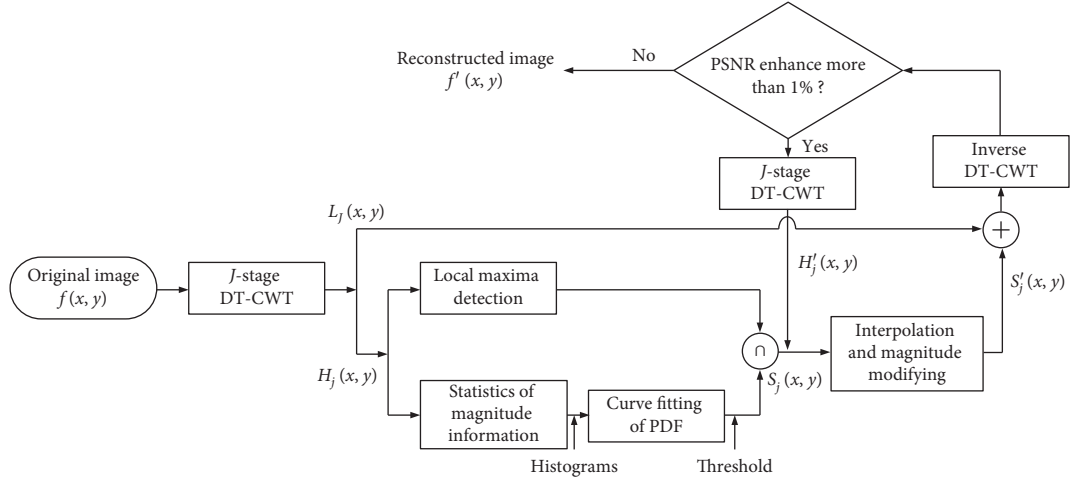 Reconstructed image
f′ (x, y)
No
PSNR enhance more
than 1% ?
Yes
J-stage
DT-CWT
Inverse
DT-CWT
L_J (x, y)
+
Original image
f (x, y)
J-stage
DT-CWT
Local maxima
detection
H′_j (x, y)
S′_j (x, y)
∩
Interpolation
and magnitude
modifying
H_j (x, y)
S_j (x, y)
Statistics of
magnitude
information
Curve fitting
of PDF
Histograms
Threshold